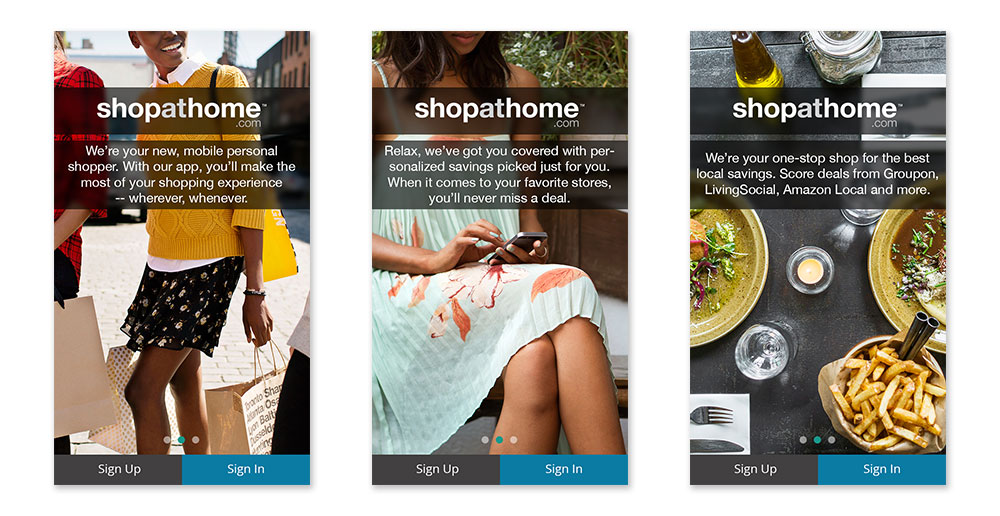 shopathome™
.com
We're your new, mobile personal
shopper. With our app, you'll make the
most of your shopping experience
-- wherever, whenever.
Sign Up
Sign In
shopathome™
.com
Relax, we've got you covered with per-
sonalized savings picked just for you.
When it comes to your favorite stores,
you'll never miss a deal.
Sign Up
Sign In
shopathome™
.com
We're your one-stop shop for the best
local savings. Score deals from Groupon,
LivingSocial, Amazon Local and more.
Sign Up
Sign In